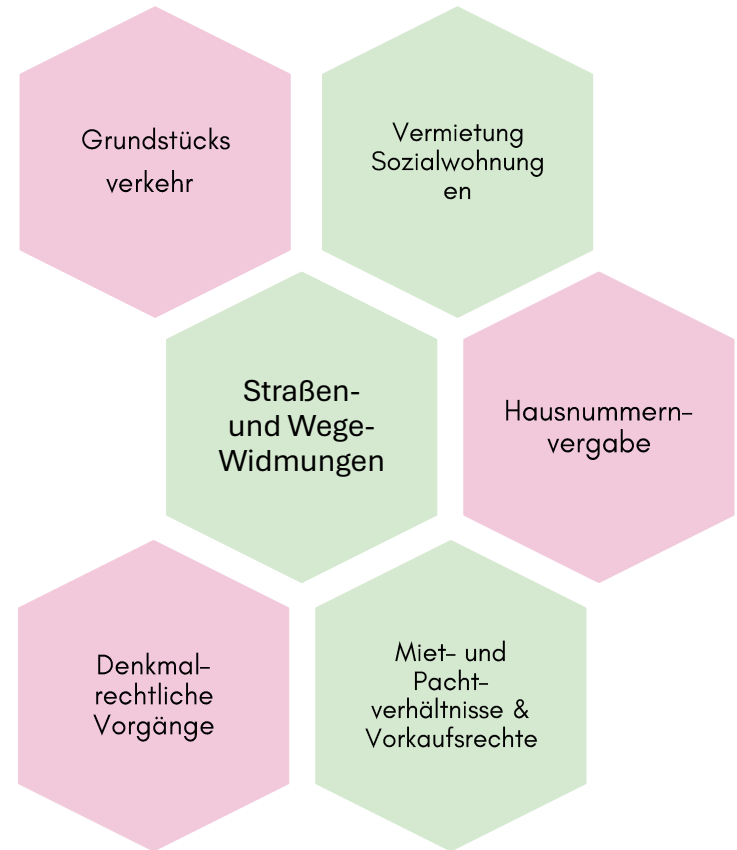 Grundstücks
verkehr
Vermietung
Sozialwohnung
en
Straßen-
und Wege-
Widmungen
Hausnummern-
vergabe
Denkmal-
rechtliche
Vorgänge
Miet- und
Pacht-
verhältnisse &
Vorkaufsrechte